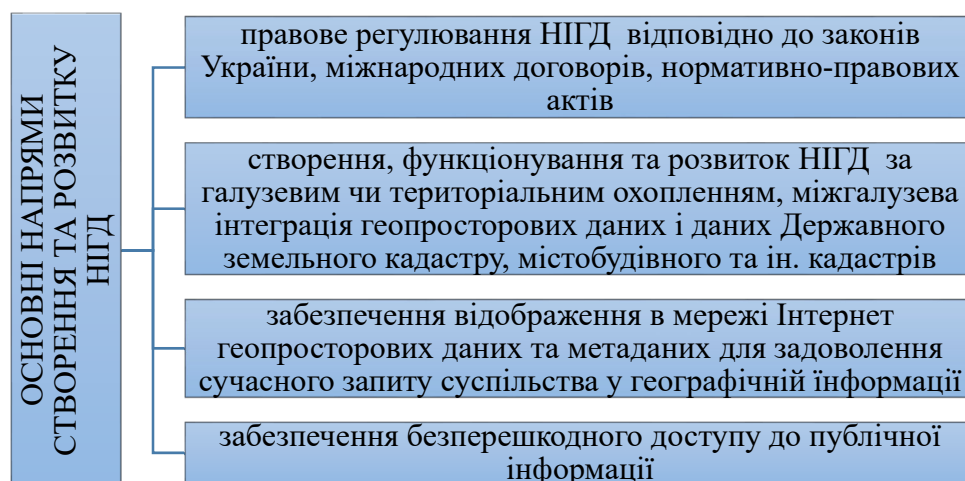 ОСНОВНІ НАПРЯМИ
СТВОРЕННЯ ТА РОЗВИТКУ
НІГД
правове регулювання НІГД відповідно до законів
України, міжнародних договорів, нормативно-правових
актів
створення, функціонування та розвиток НІГД за
галузевим чи територіальним охопленням, міжгалузева
інтеграція геопросторових даних і даних Державного
земельного кадастру, містобудівного та ін. кадастрів
забезпечення відображення в мережі Інтернет
геопросторових даних та метаданих для задоволення
сучасного запиту суспільства у географічній їнформації
забезпечення безперешкодного доступу до публічної
інформації